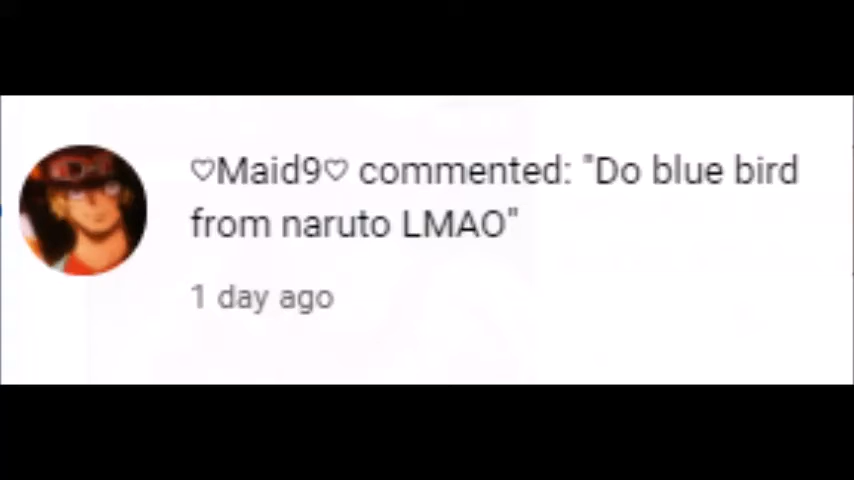 ♡Maid9♡ commented: "Do blue bird
from naruto LMAO"
1 day ago